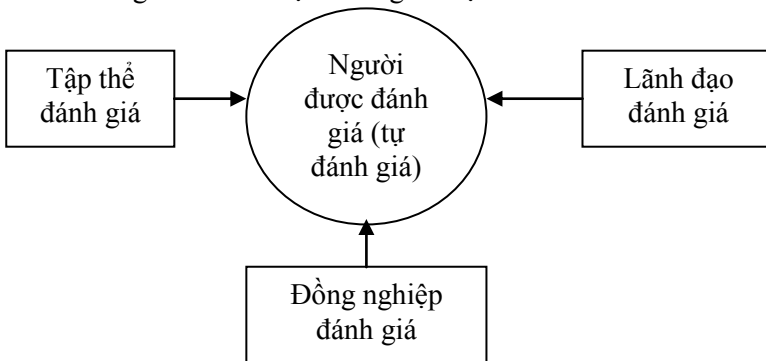 Tập thể
đánh giá
Người
được đánh
giá (tự
đánh giá)
Lãnh đạo
đánh giá
Đồng nghiệp
đánh giá